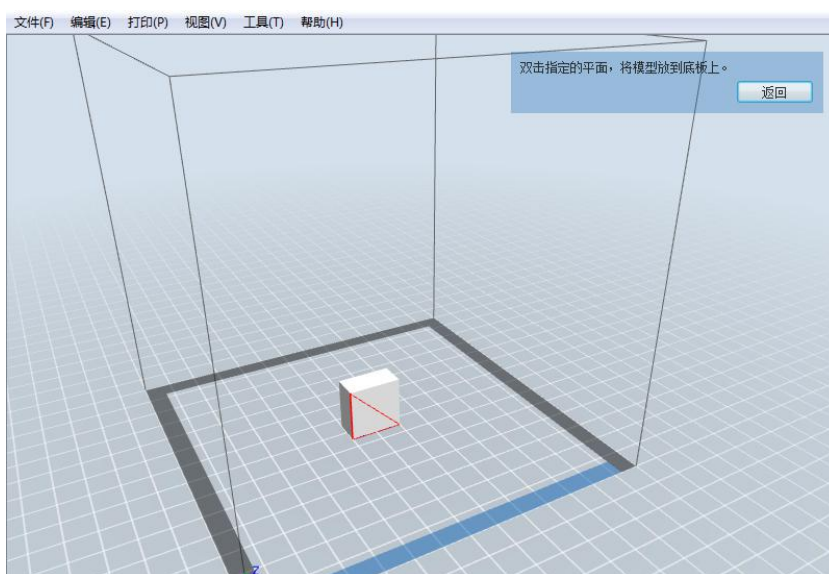 文件(F) 编辑(E) 打印(P) 视图(V) 工具(T) 帮助(H)
双击指定的平面，将模型放到底板上。
返回
Z